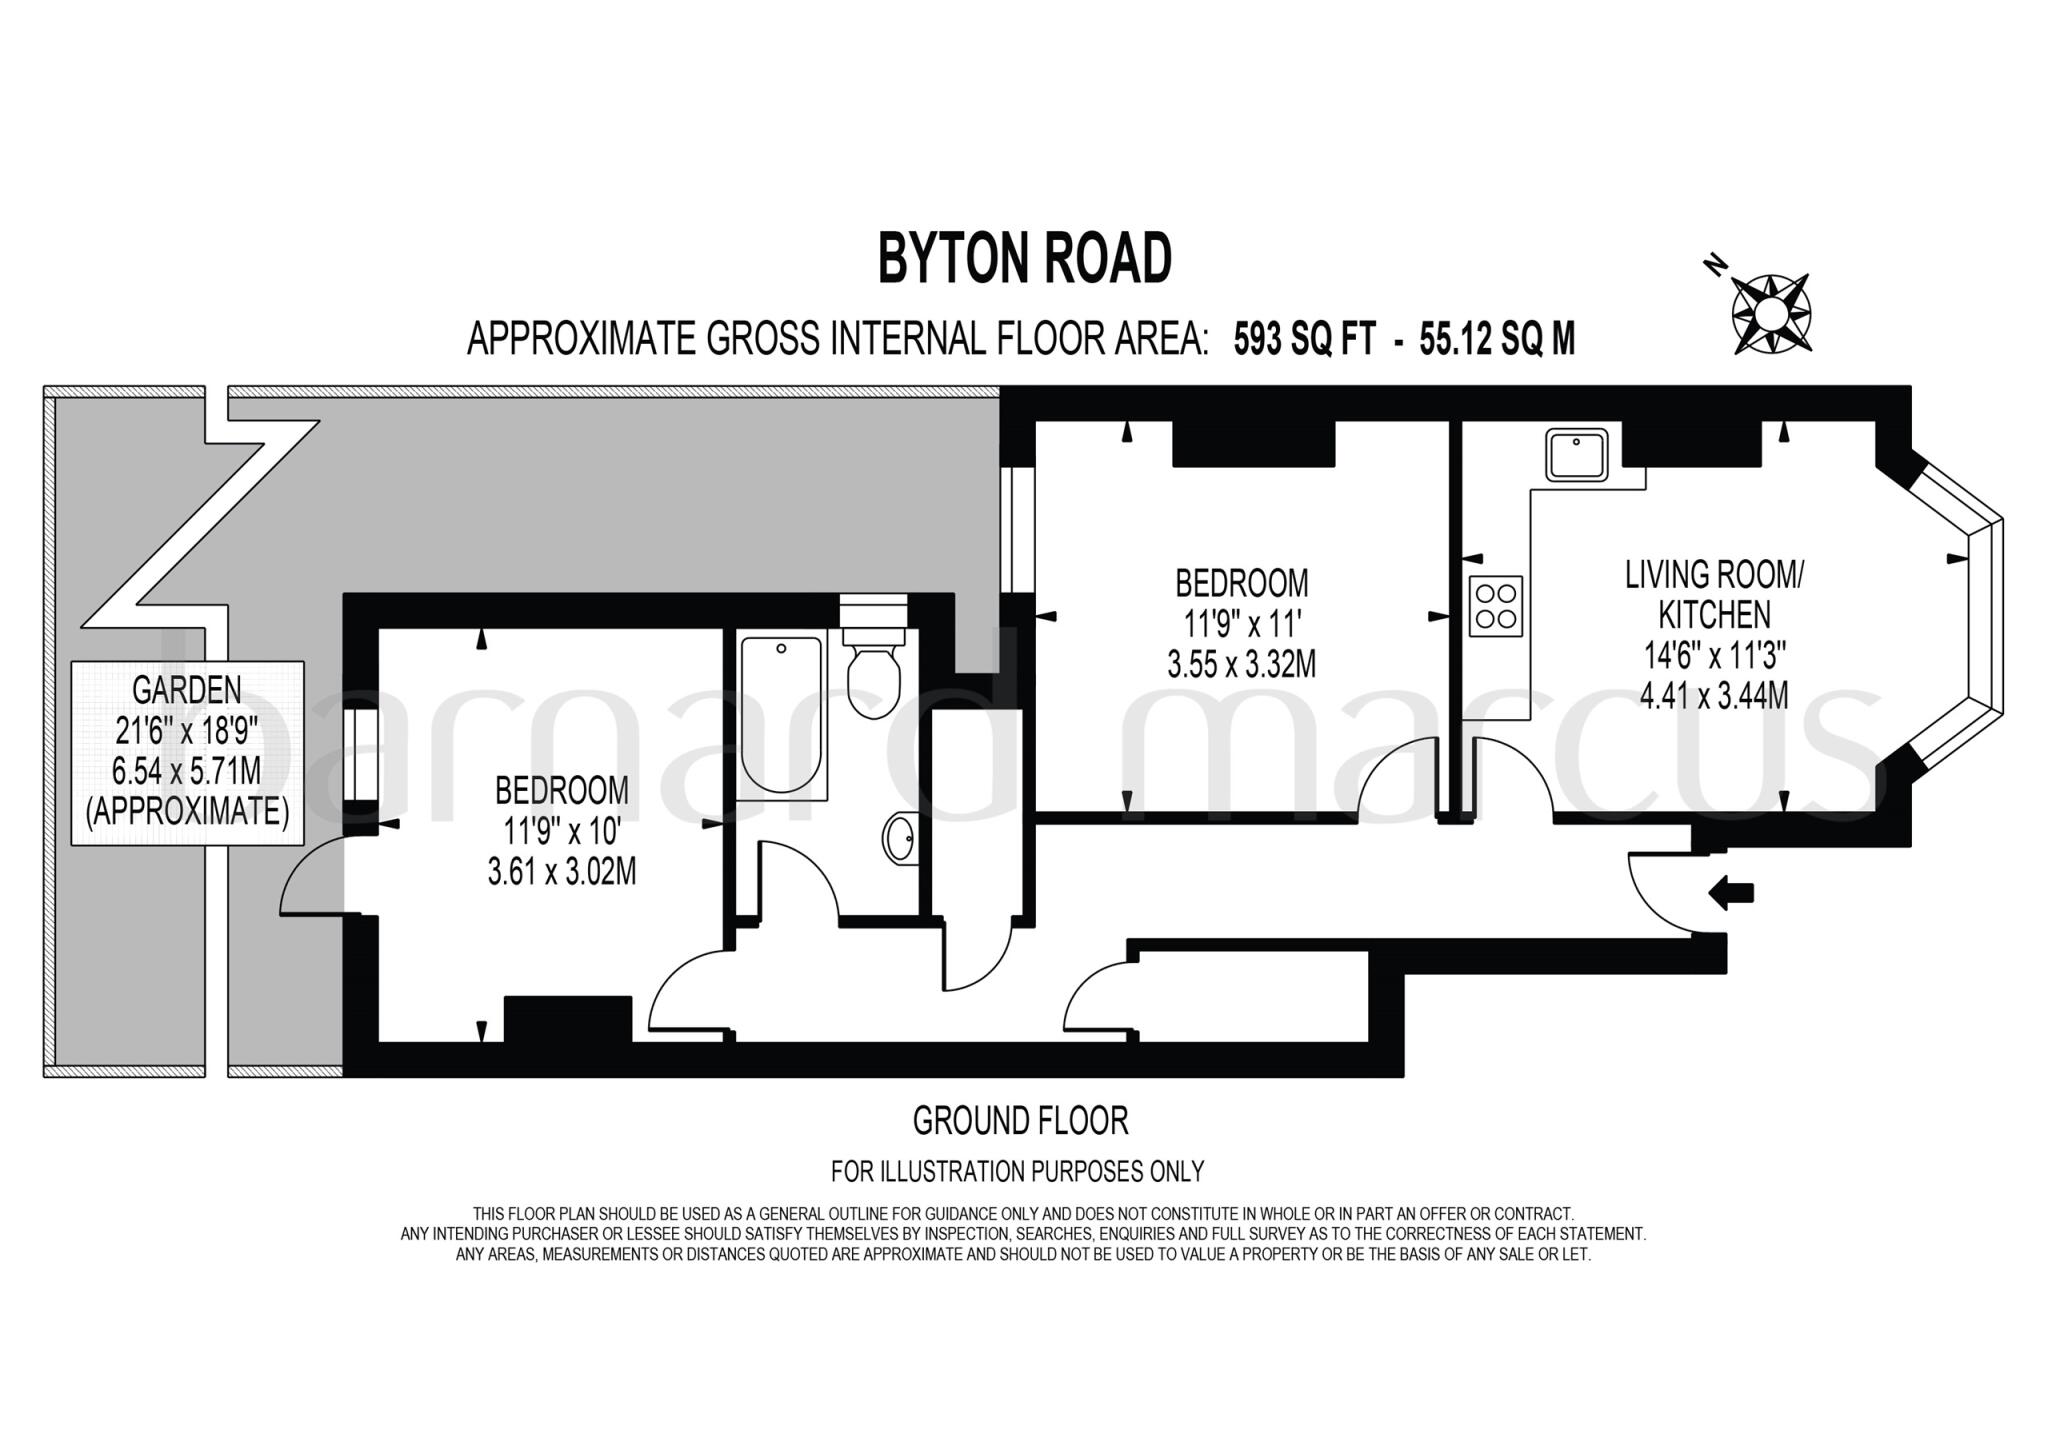 BYTON ROAD
N
APPROXIMATE GROSS INTERNAL FLOOR AREA: 593 SQ FT - 55.12 SQ M
BEDROOM
11'9" x 11'
3.55 x 3.32M
LIVING ROOM/
KITCHEN
14'6" x 11'3"
4.41 x 3.44M
GARDEN
21'6" x 18'9"
6.54 x 5.71M
(APPROXIMATE)
barnard marcus
BEDROOM
11'9" x 10'
3.61 x 3.02M
GROUND FLOOR
FOR ILLUSTRATION PURPOSES ONLY
THIS FLOOR PLAN SHOULD BE USED AS A GENERAL OUTLINE FOR GUIDANCE ONLY AND DOES NOT CONSTITUTE IN WHOLE OR IN PART AN OFFER OR CONTRACT.
ANY INTENDING PURCHASER OR LESSEE SHOULD SATISFY THEMSELVES BY INSPECTION, SEARCHES, ENQUIRIES AND FULL SURVEY AS TO THE CORRECTNESS OF EACH STATEMENT.
ANY AREAS, MEASUREMENTS OR DISTANCES QUOTED ARE APPROXIMATE AND SHOULD NOT BE USED TO VALUE A PROPERTY OR BE THE BASIS OF ANY SALE OR LET.